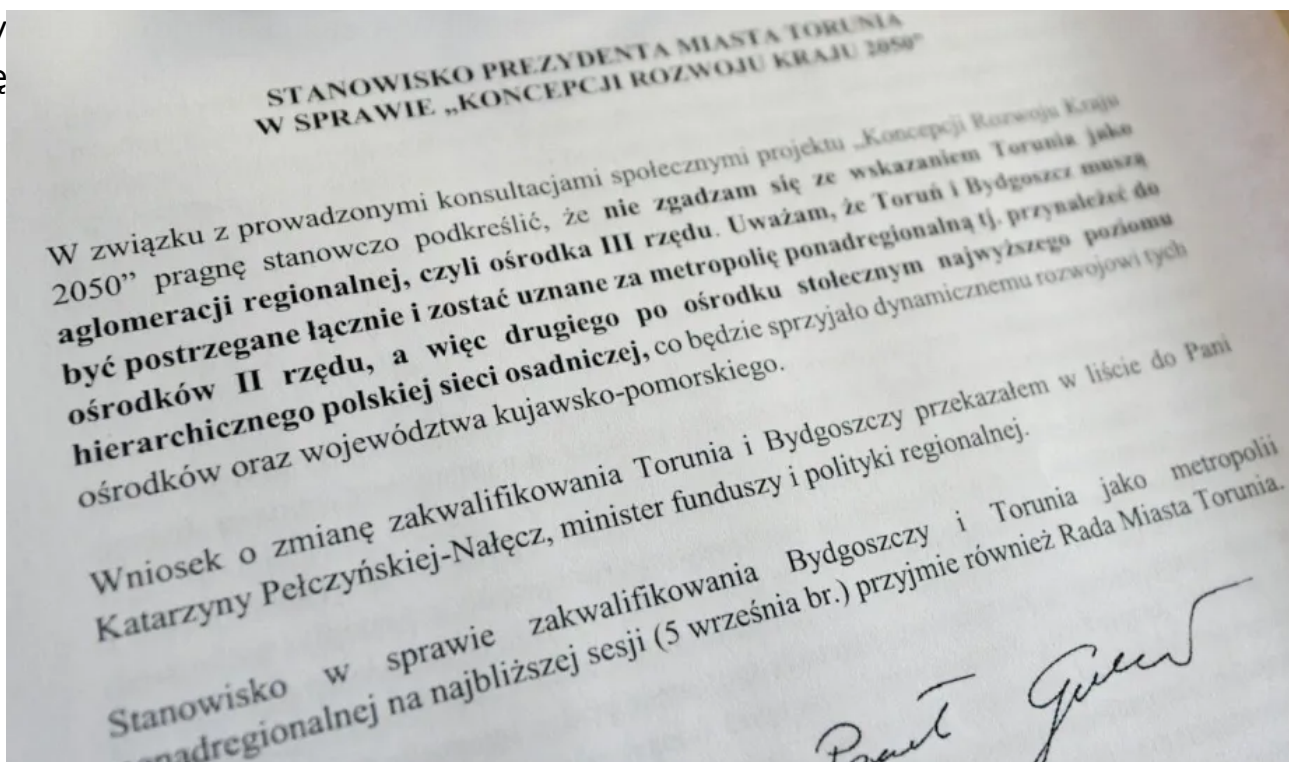 STANOWISKO PREZYDENTA MIASTA TORUNIA
W SPRAWIE „KONCEPCJI ROZWOJU KRAJU 2050”
W związku z prowadzonymi konsultacjami społecznymi projektu „Koncepcji Rozwoju Kraju
2050” pragnę stanowczo podkreślić, że nie zgadzam się ze wskazaniem Torunia jako
aglomeracji regionalnej, czyli ośrodka III rzędu. Uważam, że Toruń i Bydgoszcz muszą
być postrzegane łącznie i zostać uznane za metropolię ponadregionalną tj. przynależeć do
ośrodków II rzędu, a więc drugiego po ośrodku stołecznym najwyższego poziomu
hierarchicznego polskiej sieci osadniczej, co będzie sprzyjało dynamicznemu rozwojowi tych
ośrodków oraz województwa kujawsko-pomorskiego.
Wniosek o zmianę zakwalifikowania Torunia i Bydgoszczy przekazałem w liście do Pani
Katarzyny Pełczyńskiej-Nałęcz, minister funduszy i polityki regionalnej.
Stanowisko w sprawie zakwalifikowania Bydgoszczy i Torunia jako metropolii
ponadregionalnej na najbliższej sesji (5 września br.) przyjmie również Rada Miasta Torunia.
Paweł